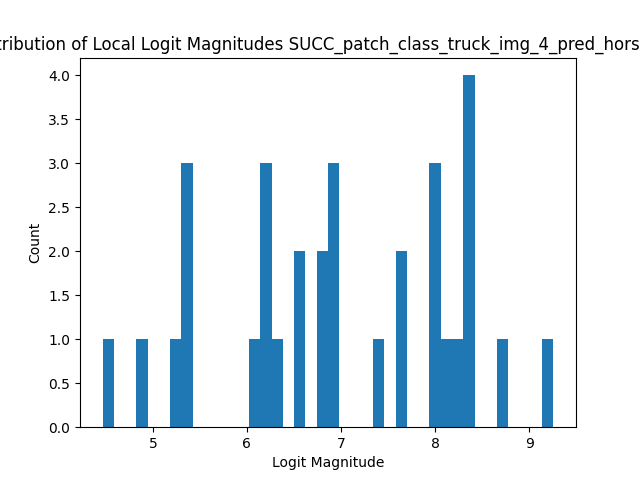 tribution of Local Logit Magnitudes SUCC_patch_class_truck_img_4_pred_hors
4.0
3.5
3.0
2.5
2.0
1.5
1.0
0.5
0.0
Count
5 6 7 8 9
Logit Magnitude